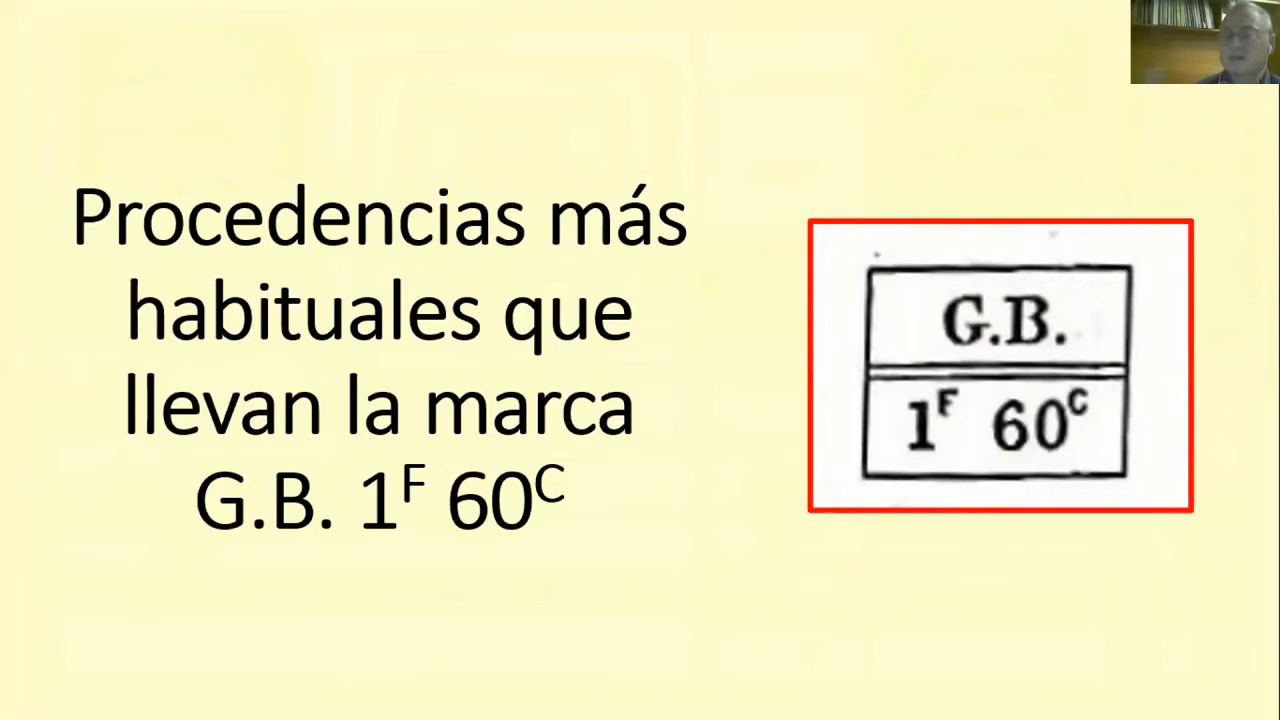 Procedencias más
habituales que
llevan la marca
G.B. 1ᶠ 60ᶜ
G.B.
1ᶠ 60ᶜ